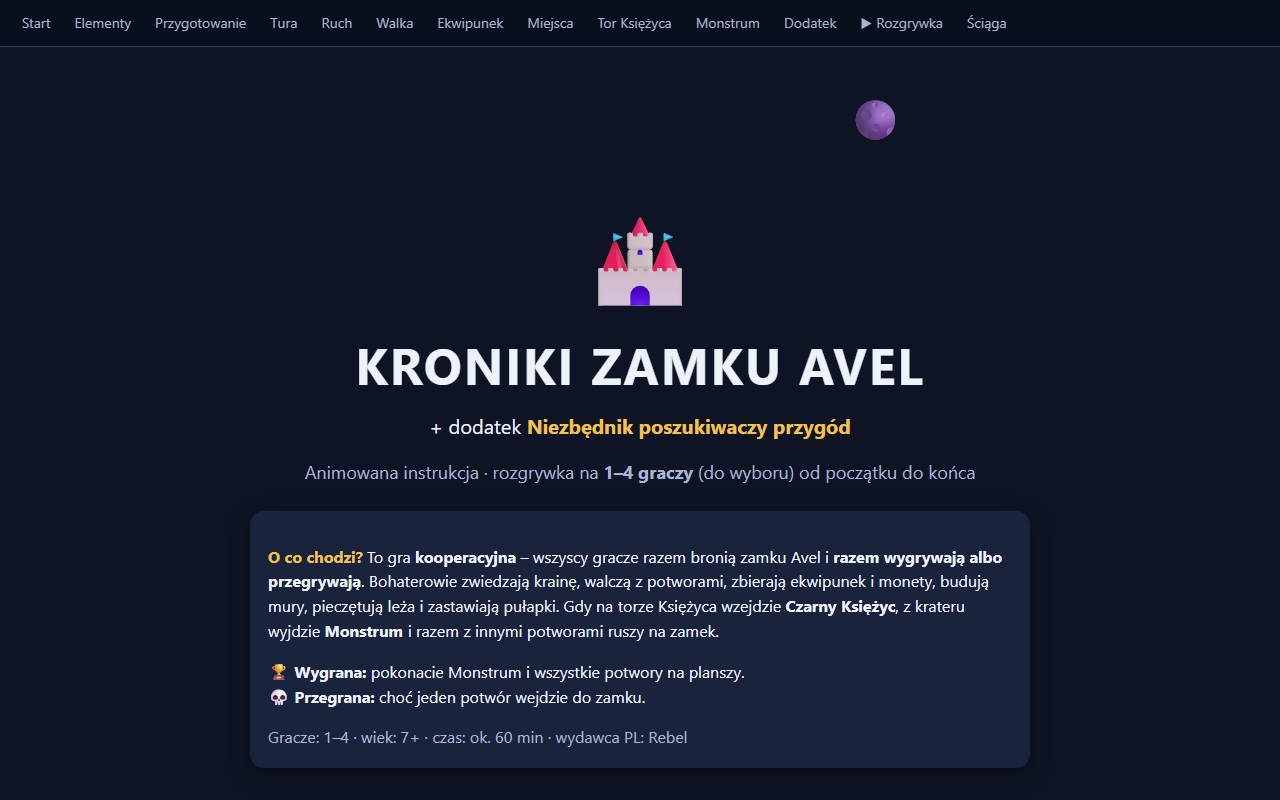 Start Elementy Przygotowanie Tura Ruch Walka Ekwipunek Miejsca Tor Księżyca Monstrum Dodatek ▶ Rozgrywka Ściąga
KRONIKI ZAMKU AVEL
+ dodatek Niezbędnik poszukiwaczy przygód
Animowana instrukcja · rozgrywka na 1–4 graczy (do wyboru) od początku do końca
O co chodzi? To gra kooperacyjna – wszyscy gracze razem bronią zamku Avel i razem wygrywają albo
przegrywają. Bohaterowie zwiedzają krainę, walczą z potworami, zbierają ekwipunek i monety, budują
mury, pieczętują leża i zastawiają pułapki. Gdy na torze Księżyca wzejdzie Czarny Księżyc, z krateru
wyjdzie Monstrum i razem z innymi potworami ruszy na zamek.
🏆 Wygrana: pokonacie Monstrum i wszystkie potwory na planszy.
💀 Przegrana: choć jeden potwór wejdzie do zamku.
Gracze: 1–4 · wiek: 7+ · czas: ok. 60 min · wydawca PL: Rebel